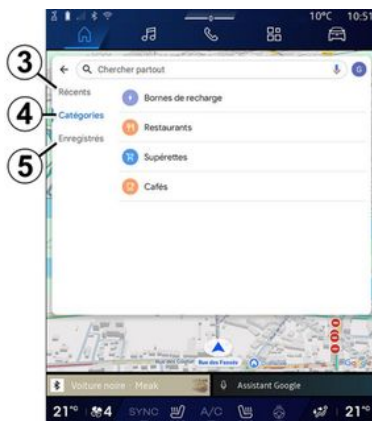 10°C 10:51
Chercher partout
G
3
Récents
Bornes de recharge
4
Catégories
Restaurants
5
Enregistrés
Supérettes
Cafés
Rue des Fossés
Voiture noire - Meak
Assistant Google
21°° 4 SYNC A/C 21°°